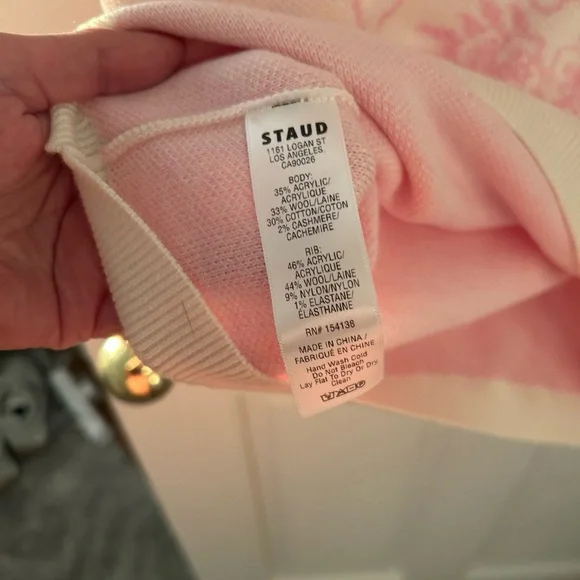 STAUD
1161 LOGAN ST
LOS ANGELES
CA90026
BODY:
35% ACRYLIC/
ACRYLIQUE
33% WOOL/LAINE
30% COTTON/COTON
2% CASHMERE/
CACHEMIRE
RIB:
46% ACRYLIC/
ACRYLIQUE
44% WOOL/LAINE
9% NYLON/NYLON
1% ELASTANE/
ÉLASTHANNE
RN# 154138
MADE IN CHINA /
FABRIQUÉ EN CHINE
Hand Wash Cold
Do Not Bleach
Lay Flat To Dry Or Dry
Clean